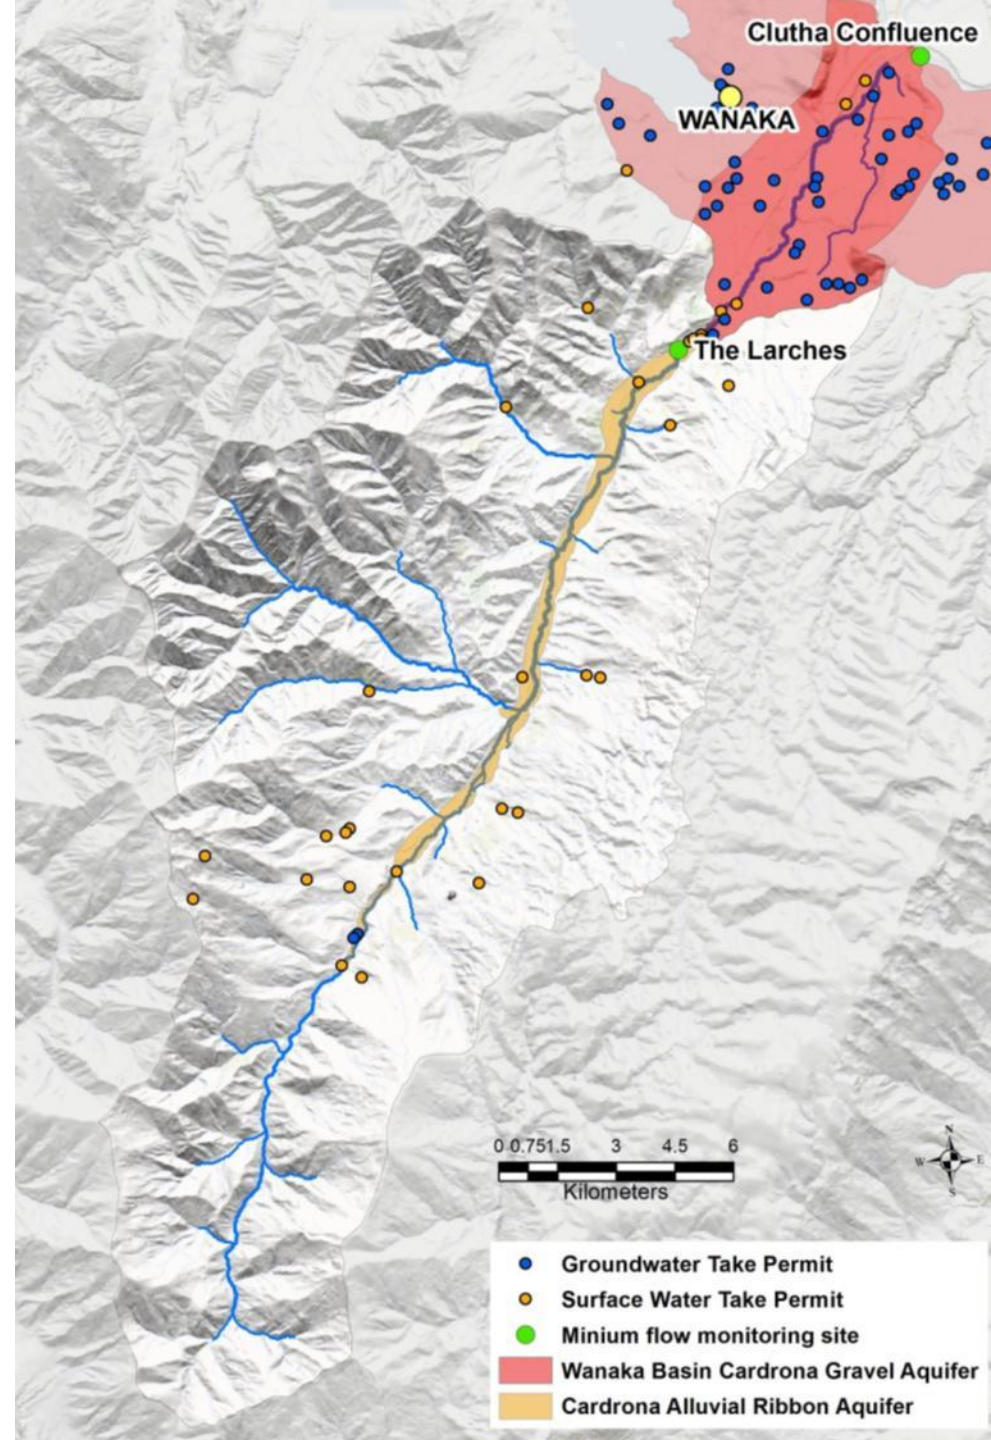 Clutha Confluence
WANAKA
The Larches
0 0.751.5 3 4.5 6
Kilometers
N
W E
S
Groundwater Take Permit
Surface Water Take Permit
Minium flow monitoring site
Wanaka Basin Cardrona Gravel Aquifer
Cardrona Alluvial Ribbon Aquifer